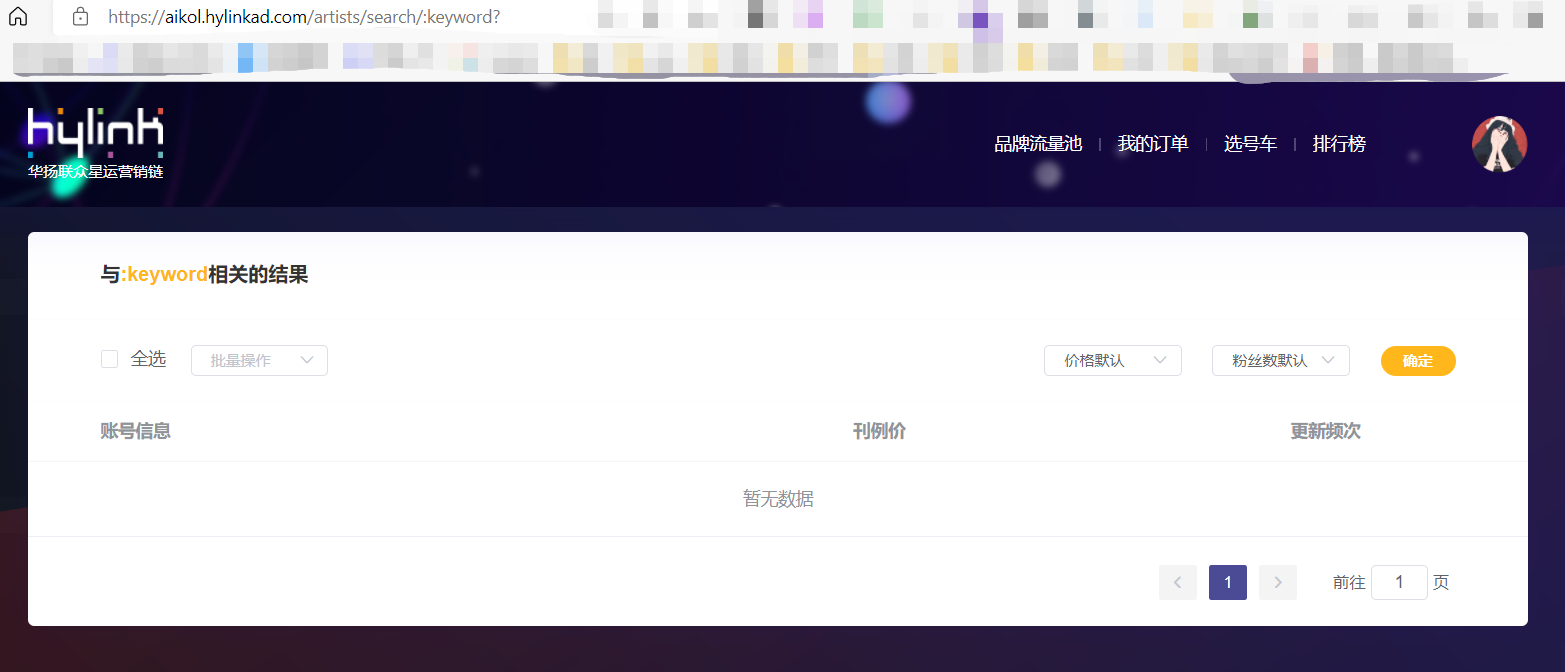 https://aikol.hylinkad.com/artists/search/:keyword?
hylink
华扬联众星运营销链
品牌流量池 | 我的订单 | 选号车 | 排行榜
与:keyword相关的结果
全选 批量操作 价格默认 粉丝数默认 确定
账号信息 刊例价 更新频次
暂无数据
1 前往 1 页